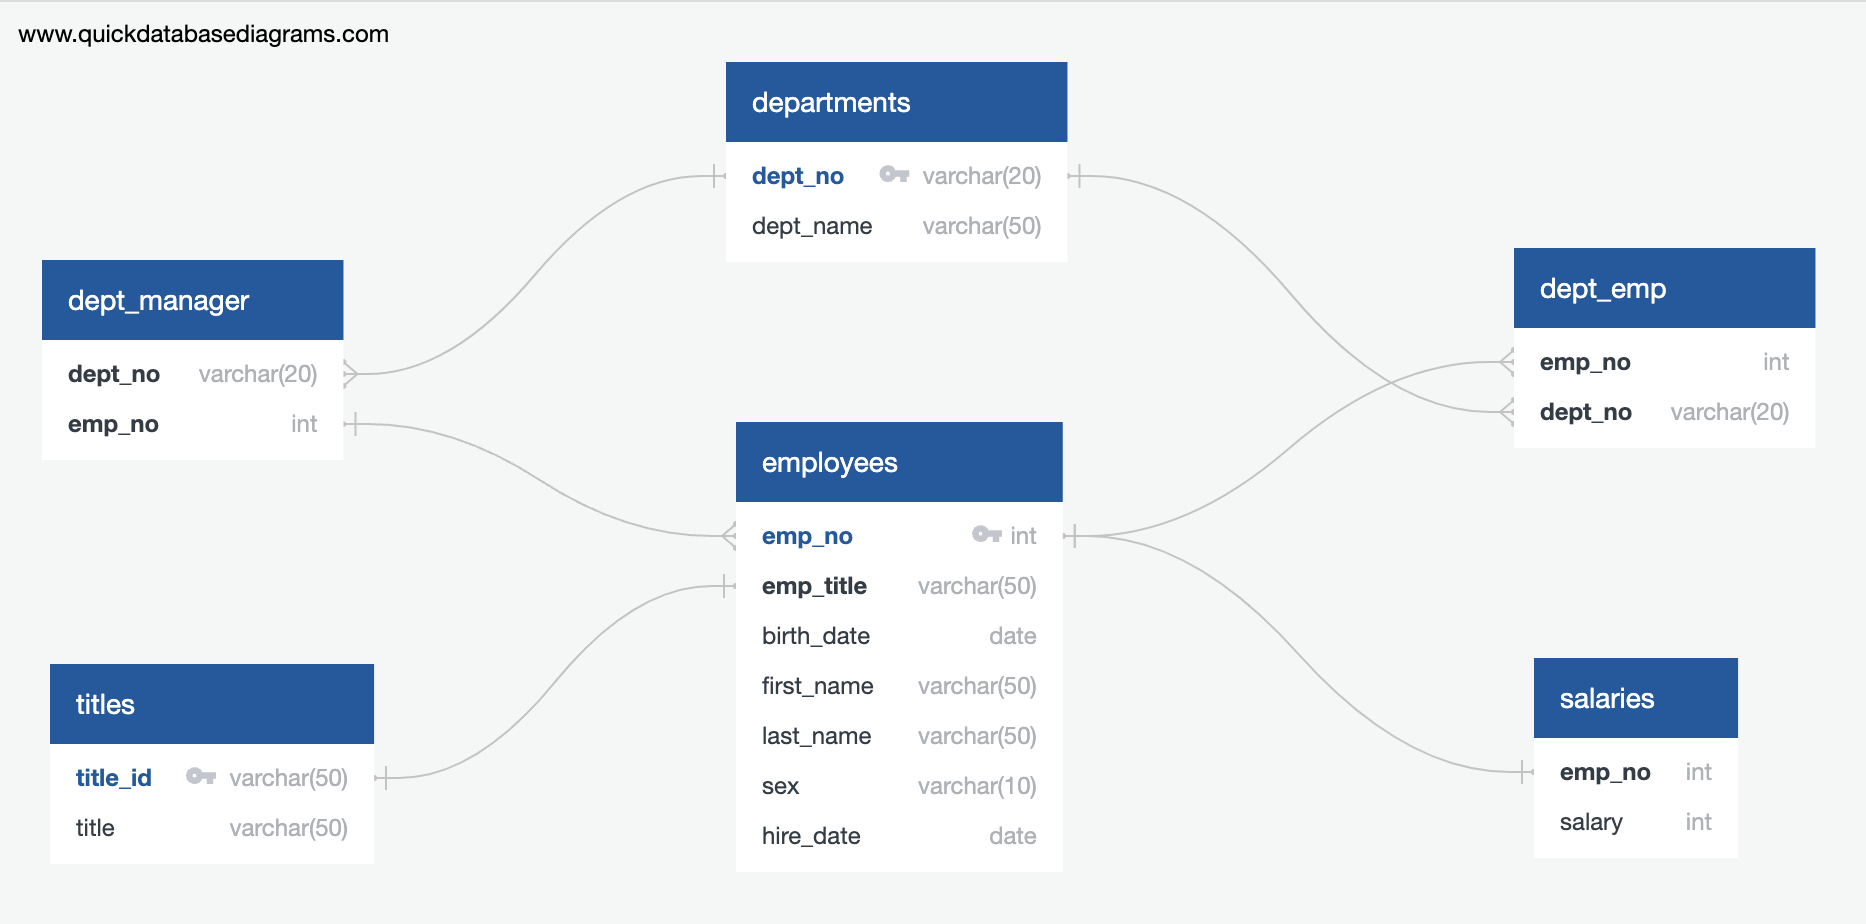 www.quickdatabasediagrams.com
departments
dept_no varchar(20)
dept_name varchar(50)
dept_manager
dept_no varchar(20)
emp_no int
dept_emp
emp_no int
dept_no varchar(20)
employees
emp_no int
emp_title varchar(50)
birth_date date
first_name varchar(50)
last_name varchar(50)
sex varchar(10)
hire_date date
titles
title_id varchar(50)
title varchar(50)
salaries
emp_no int
salary int